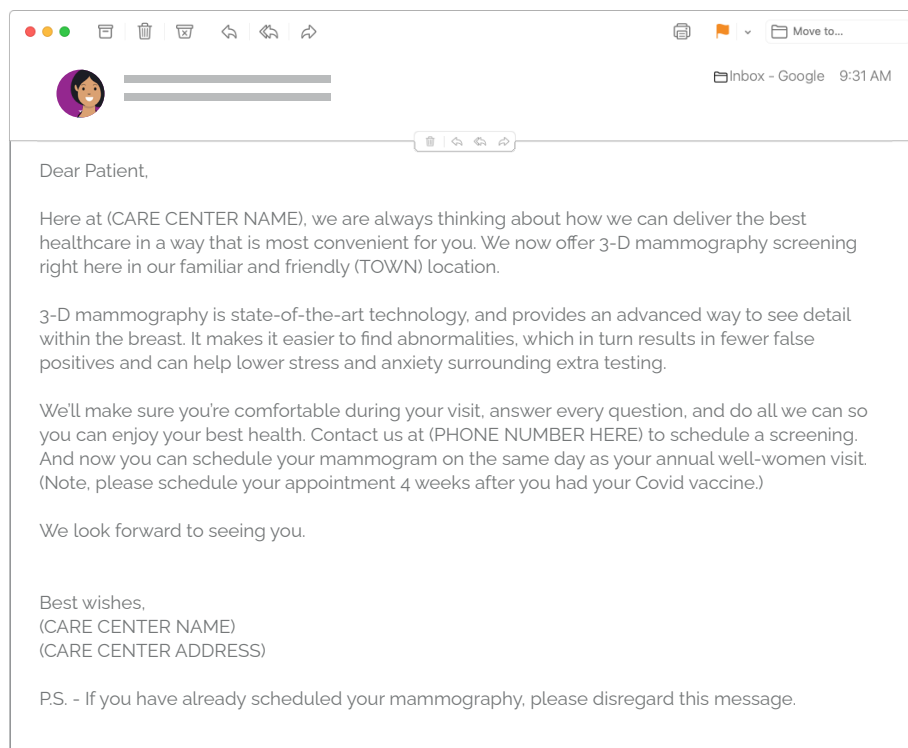 Move to...
Inbox - Google 9:31 AM
Dear Patient,
Here at (CARE CENTER NAME), we are always thinking about how we can deliver the best
healthcare in a way that is most convenient for you. We now offer 3-D mammography screening
right here in our familiar and friendly (TOWN) location.
3-D mammography is state-of-the-art technology, and provides an advanced way to see detail
within the breast. It makes it easier to find abnormalities, which in turn results in fewer false
positives and can help lower stress and anxiety surrounding extra testing.
We'll make sure you're comfortable during your visit, answer every question, and do all we can so
you can enjoy your best health. Contact us at (PHONE NUMBER HERE) to schedule a screening.
And now you can schedule your mammogram on the same day as your annual well-women visit.
(Note, please schedule your appointment 4 weeks after you had your Covid vaccine.)
We look forward to seeing you.
Best wishes,
(CARE CENTER NAME)
(CARE CENTER ADDRESS)
P.S. - If you have already scheduled your mammography, please disregard this message.